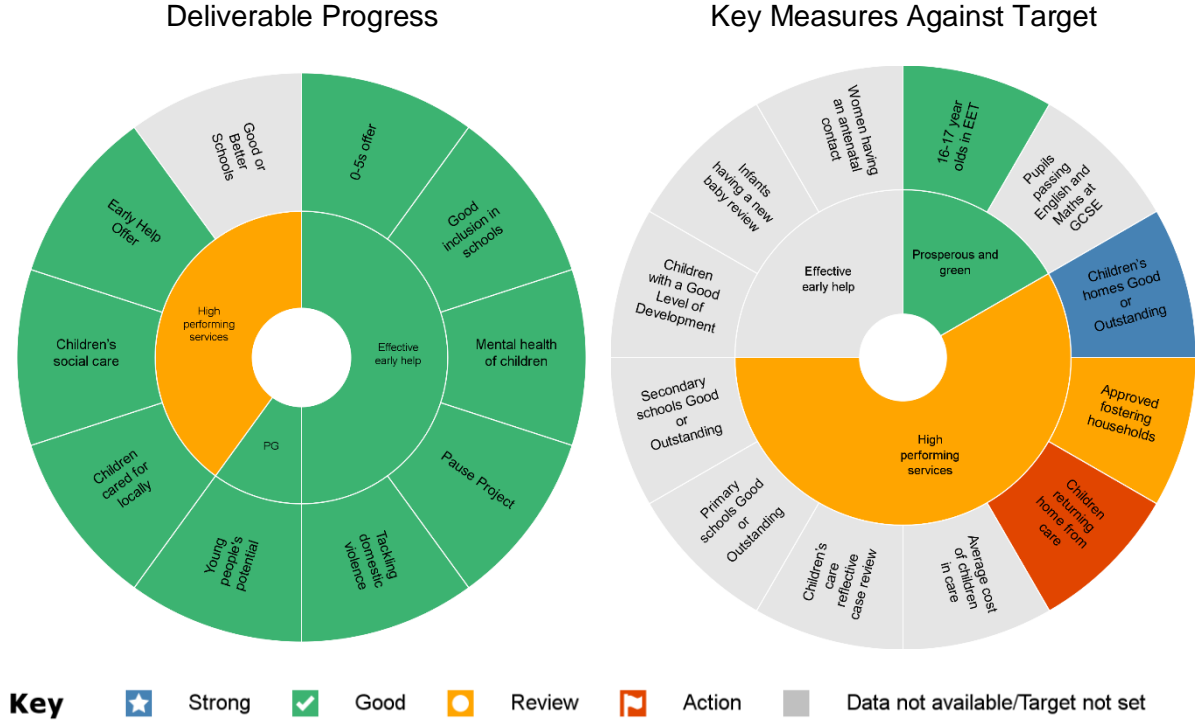 Deliverable Progress
Key Measures Against Target
0-5s offer
Good
inclusion in
schools
Mental health
of children
Pause Project
Tackling
domestic
violence
Young
people's
potential
Children
cared for
locally
Children's
social care
Early Help
Offer
Good or
Better
Schools
High
performing
services
Effective
early help
PG
16-17 year
olds in EET
Pupils
passing
English and
Maths at
GCSE
Children's
homes Good
or
Outstanding
Approved
fostering
households
Children
returning
home from
care
Average cost
of children
in care
Children's
care
reflective
case review
Primary
schools Good
or
Outstanding
Secondary
schools Good
or
Outstanding
Children
with a Good
Level of
Development
Infants
having a new
baby review
Women having
an antenatal
contact
Effective
early help
Prosperous and
green
High
performing
services
Key
Strong
Good
Review
Action
Data not available/Target not set